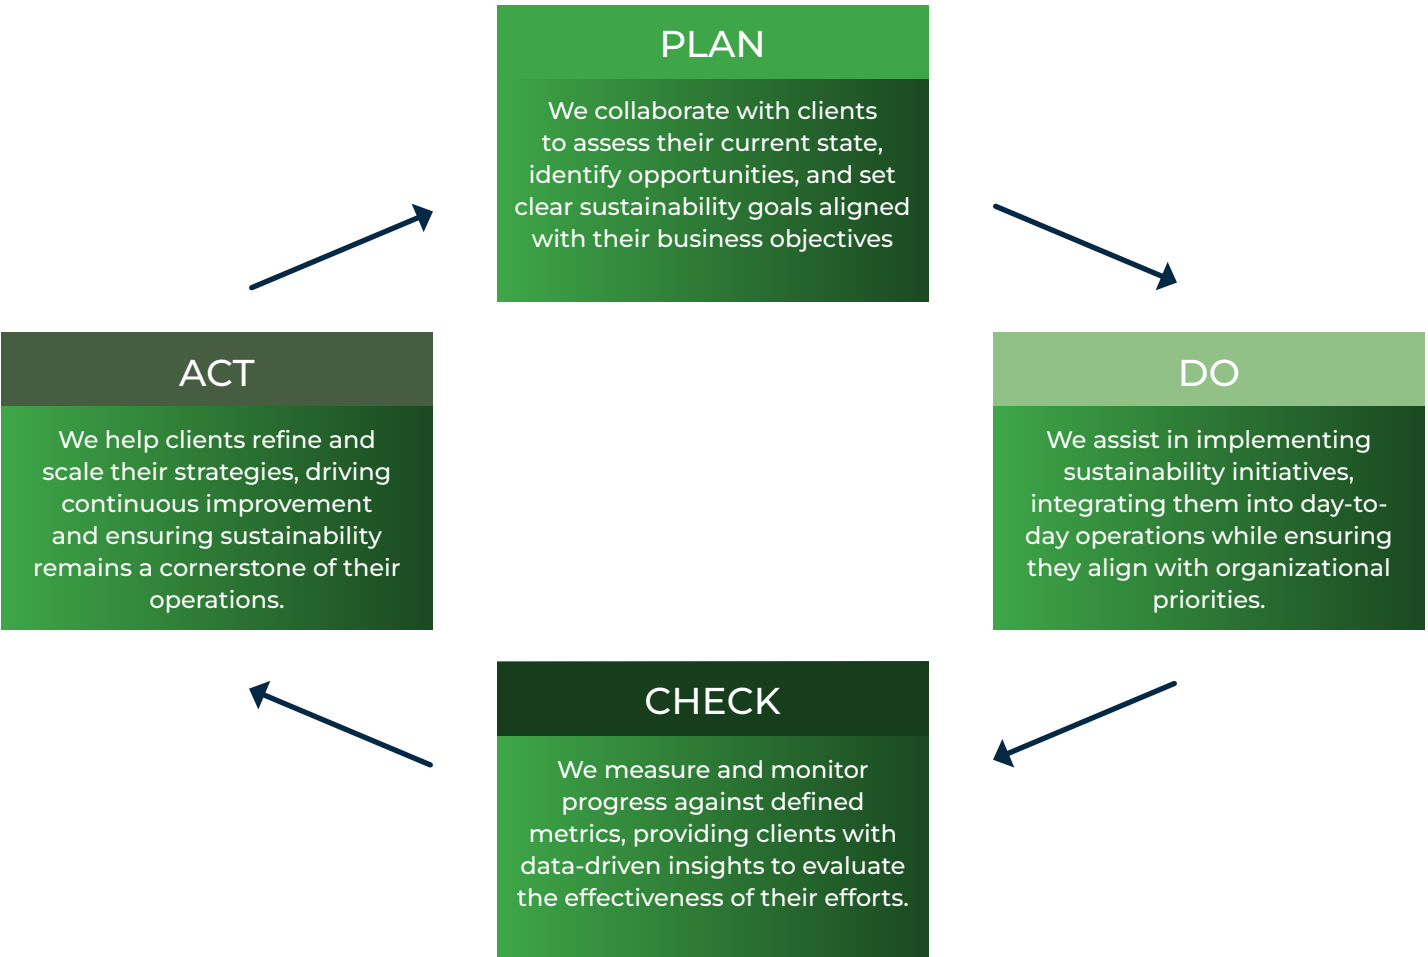 PLAN
We collaborate with clients
to assess their current state,
identify opportunities, and set
clear sustainability goals aligned
with their business objectives
ACT
We help clients refine and
scale their strategies, driving
continuous improvement
and ensuring sustainability
remains a cornerstone of their
operations.
DO
We assist in implementing
sustainability initiatives,
integrating them into day-to-
day operations while ensuring
they align with organizational
priorities.
CHECK
We measure and monitor
progress against defined
metrics, providing clients with
data-driven insights to evaluate
the effectiveness of their efforts.